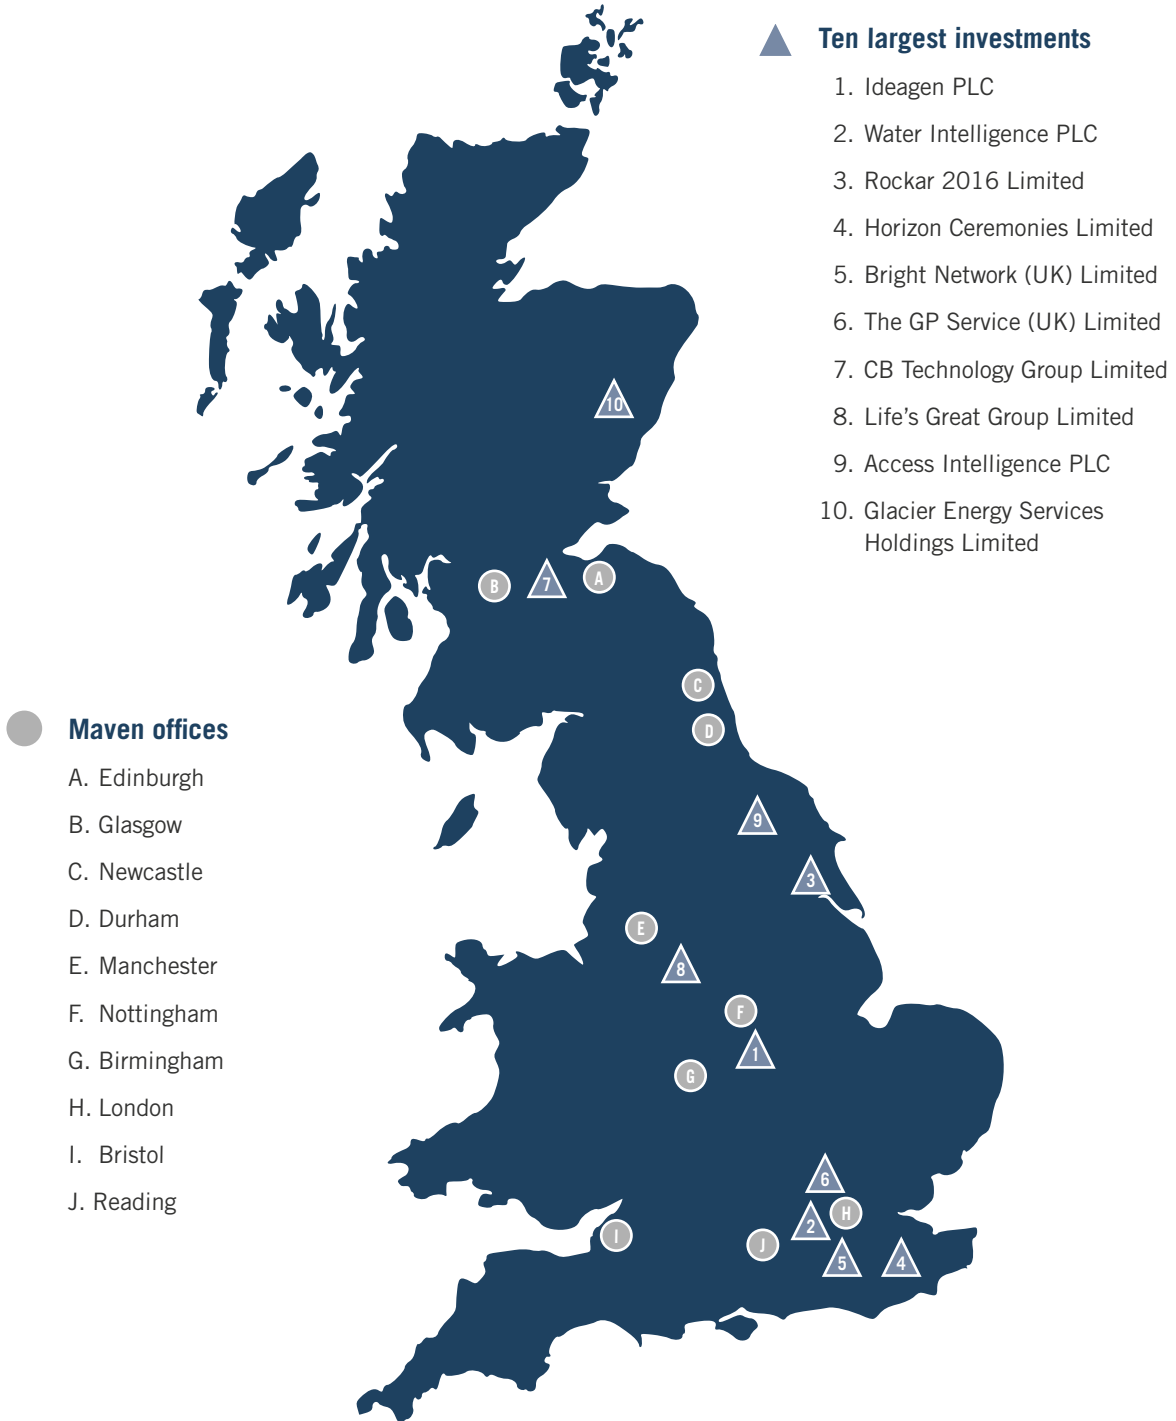 Ten largest investments
1. Ideagen PLC
2. Water Intelligence PLC
3. Rockar 2016 Limited
4. Horizon Ceremonies Limited
5. Bright Network (UK) Limited
6. The GP Service (UK) Limited
7. CB Technology Group Limited
8. Life’s Great Group Limited
9. Access Intelligence PLC
10. Glacier Energy Services
Holdings Limited
10
B
7
A
C
D
Maven offices
A. Edinburgh
B. Glasgow
C. Newcastle
D. Durham
E. Manchester
F. Nottingham
G. Birmingham
H. London
I. Bristol
J. Reading
9
3
E
8
F
1
G
6
H
2
I
J
5
4